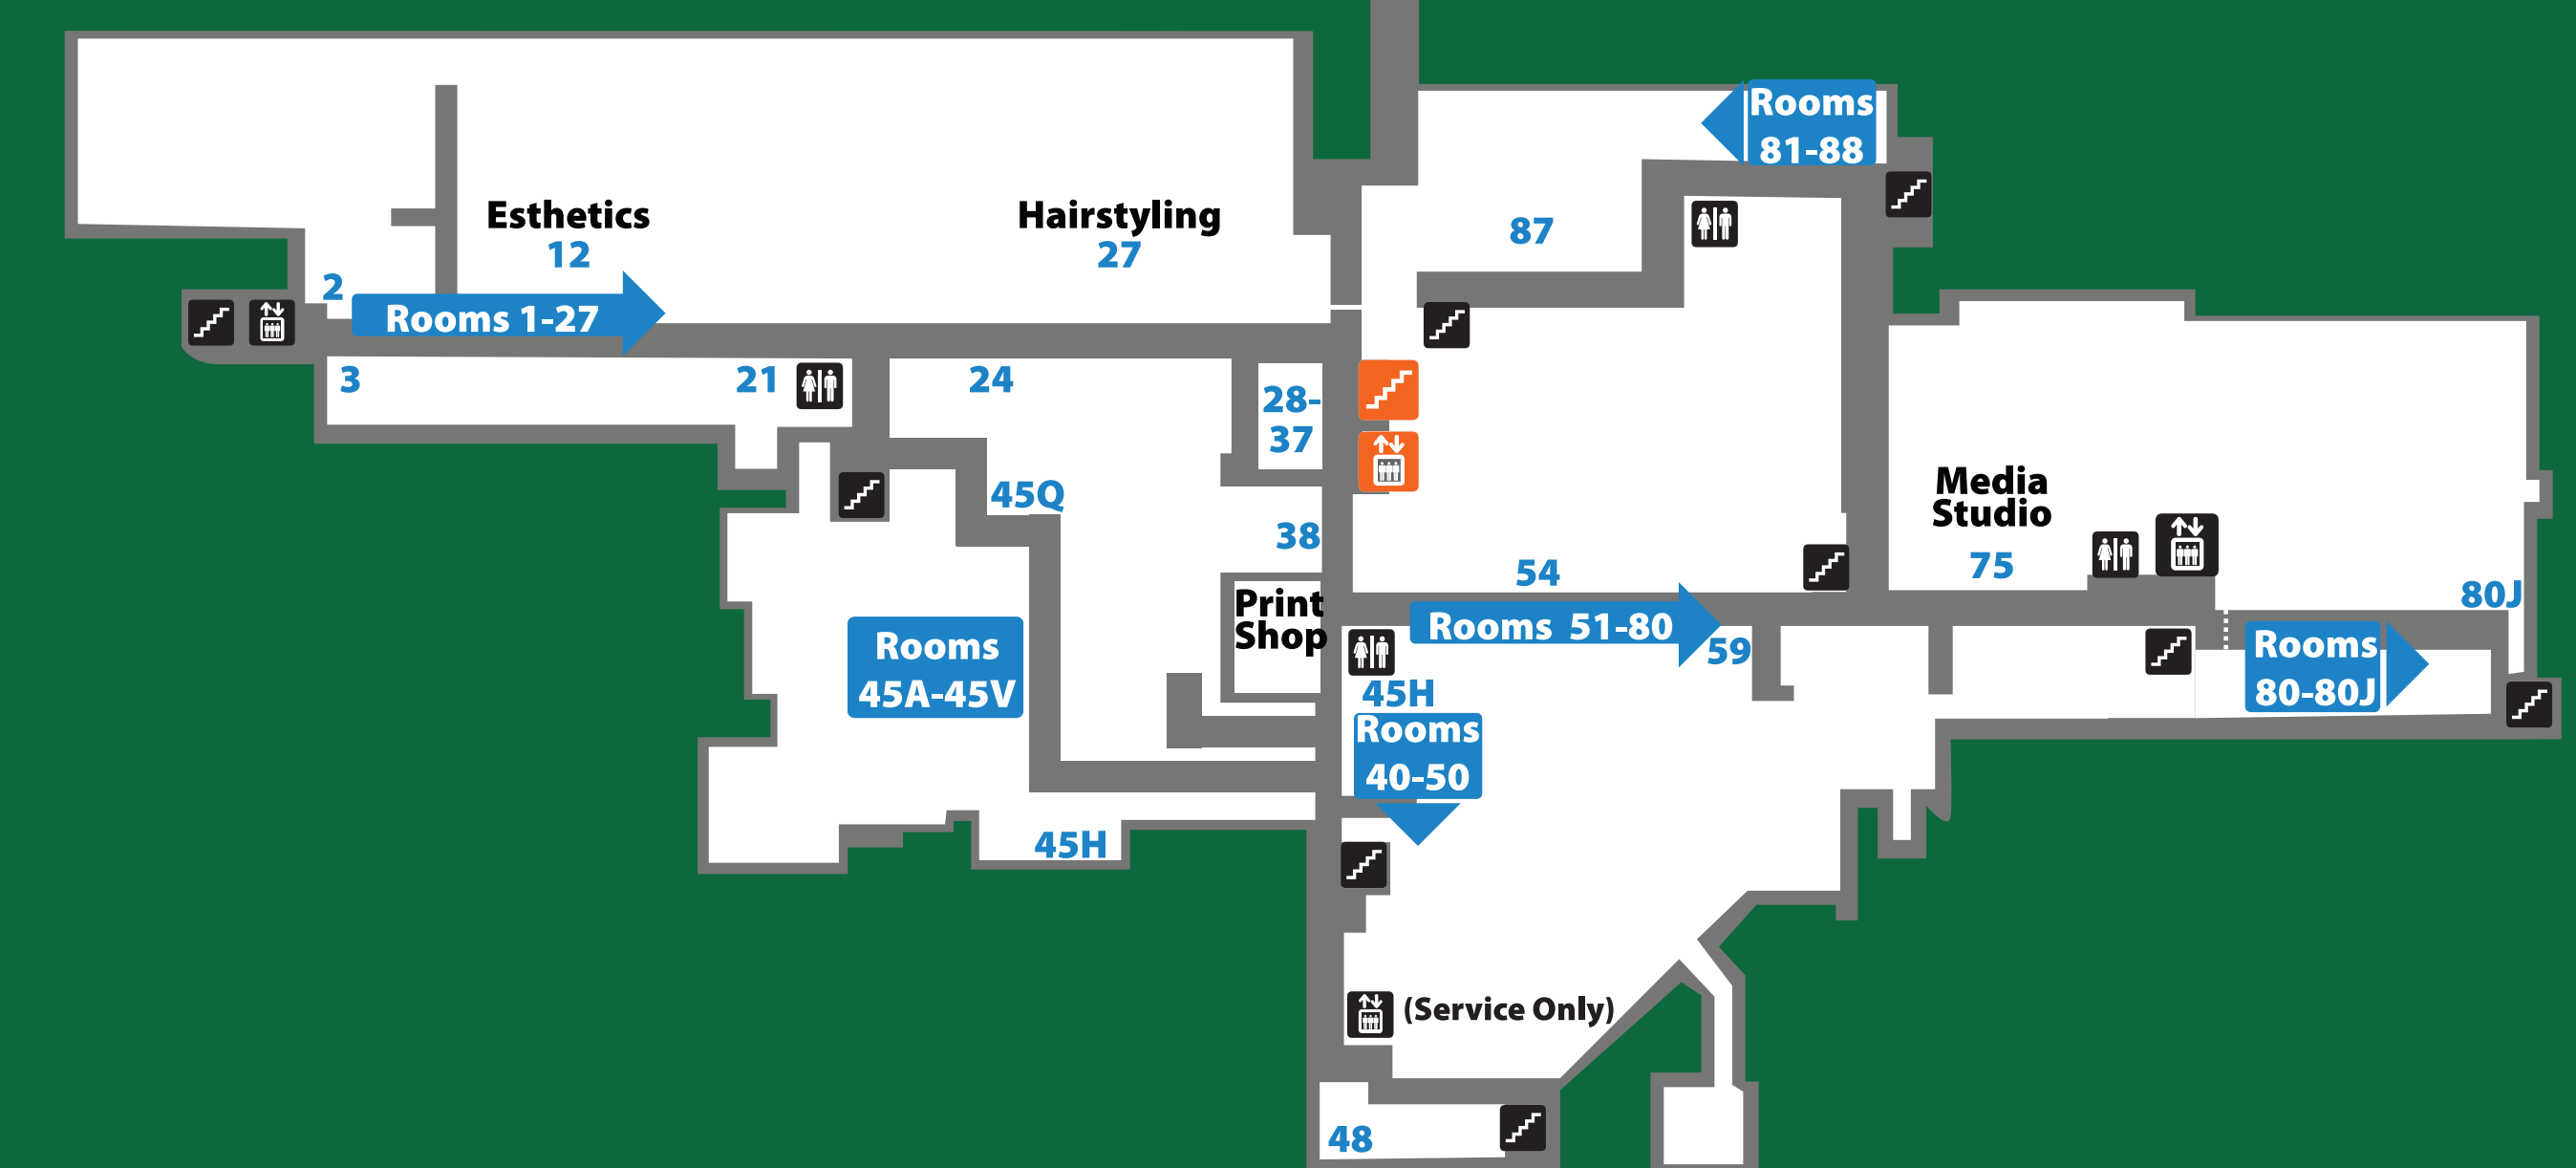 Rooms
81-88
Esthetics
12
Hairstyling
27
87
2
Rooms 1-27
3
21
24
28-
37
45Q
38
Media
Studio
75
54
80J
Print
Shop
Rooms 51-80
59
Rooms
45A-45V
Rooms
80-80J
45H
Rooms
40-50
45H
(Service Only)
48